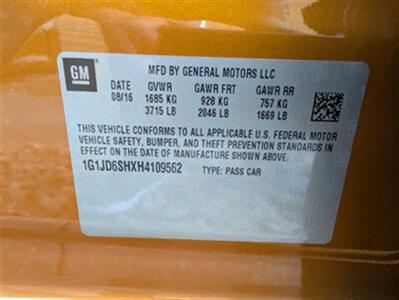 GM
MFD BY GENERAL MOTORS LLC
DATE GVWR GAWR FRT GAWR RR
08/16 1685 KG 928 KG 757 KG
3715 LB 2046 LB 1669 LB
THIS VEHICLE CONFORMS TO ALL APPLICABLE U.S. FEDERAL MOTOR
VEHICLE SAFETY, BUMPER, AND THEFT PREVENTION STANDARDS IN
EFFECT ON THE DATE OF MANUFACTURE SHOWN ABOVE.
1G1JD6SHXH4109562 TYPE: PASS CAR